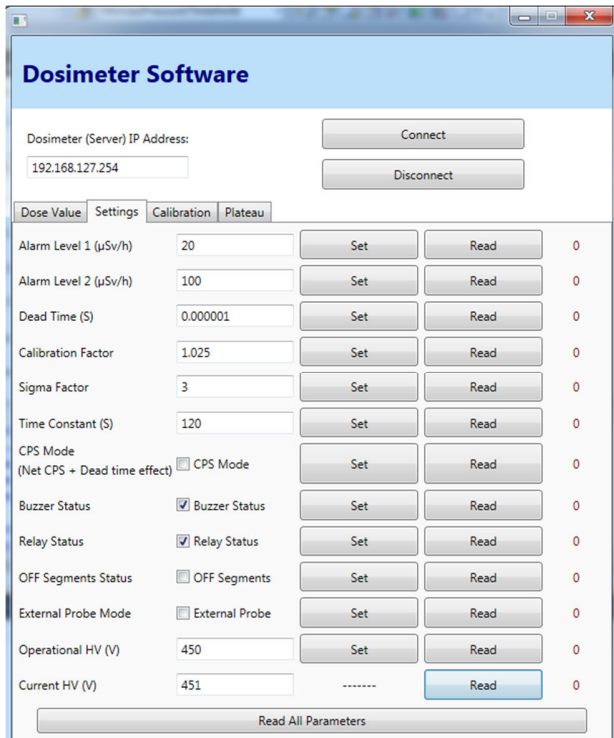 Dosimeter Software
Dosimeter (Server) IP Address:
Connect
192.168.127.254
Disconnect
Dose Value Settings Calibration Plateau
Alarm Level 1 (µSv/h) 20 Set Read 0
Alarm Level 2 (µSv/h) 100 Set Read 0
Dead Time (S) 0.000001 Set Read 0
Calibration Factor 1.025 Set Read 0
Sigma Factor 3 Set Read 0
Time Constant (S) 120 Set Read 0
CPS Mode
(Net CPS + Dead time effect) CPS Mode Set Read 0
Buzzer Status Buzzer Status Set Read 0
Relay Status Relay Status Set Read 0
OFF Segments Status OFF Segments Set Read 0
External Probe Mode External Probe Set Read 0
Operational HV (V) 450 Set Read 0
Current HV (V) 451 ------- Read 0
Read All Parameters